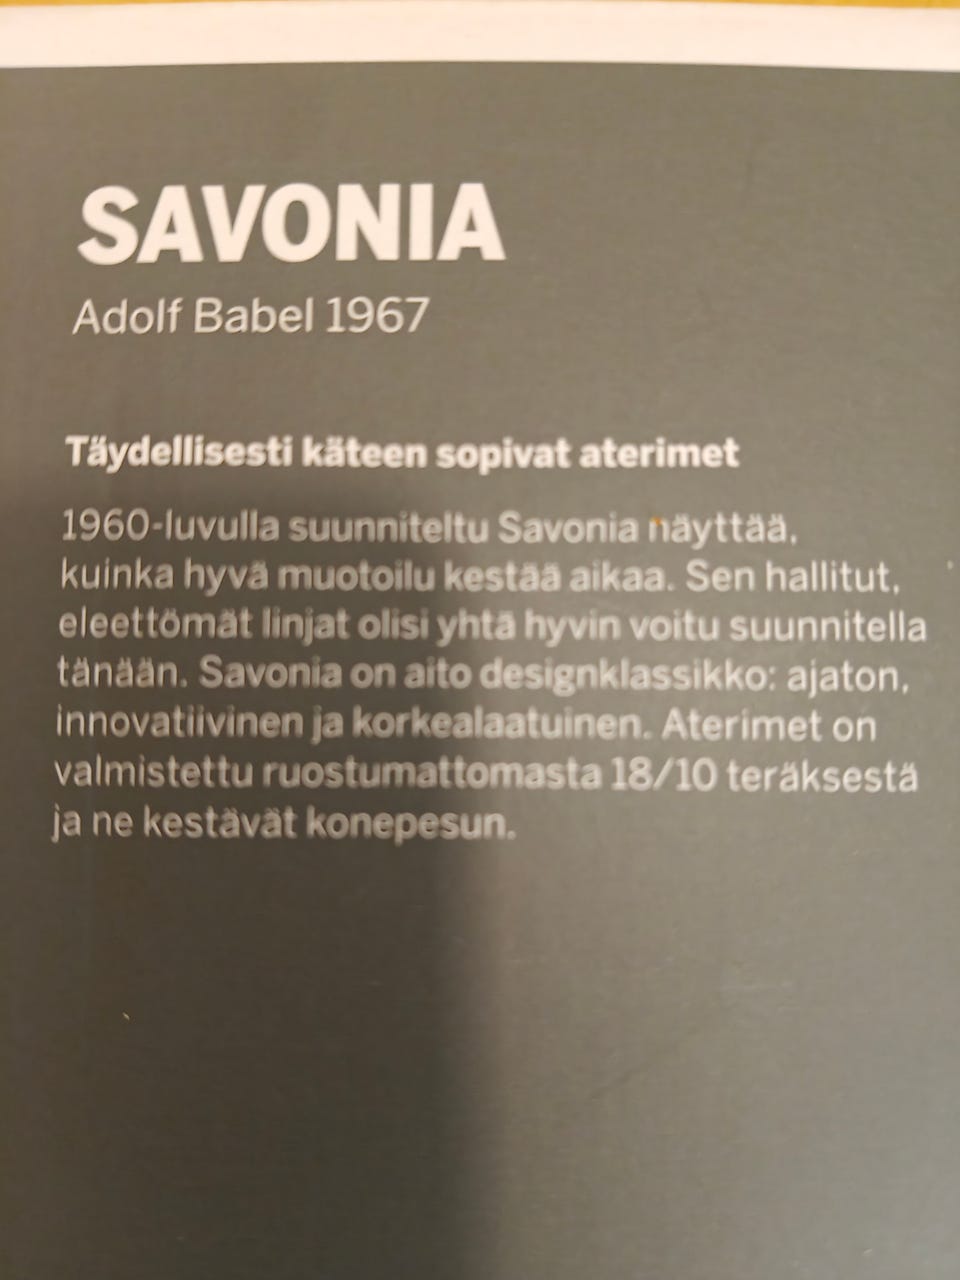 SAVONIA
Adolf Babel 1967
Täydellisesti käteen sopivat aterimet
1960-luvulla suunniteltu Savonia näyttää,
kuinka hyvä muotoilu kestää aikaa. Sen hallitut,
eleettömät linjat olisi yhtä hyvin voitu suunnitella
tänään. Savonia on aito designklassikko: ajaton,
innovatiivinen ja korkealaatuinen. Aterimet on
valmistettu ruostumattomasta 18/10 teräksestä
ja ne kestävät konepesun.